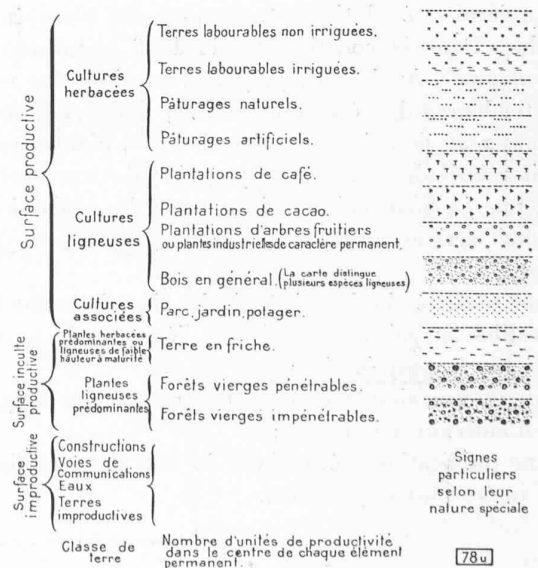 Surface productive
Cultures
herbacées
Terres labourables non irriguées.
Terres labourables irriguées.
Pâturages naturels.
Pâturages artificiels.
Cultures
ligneuses
Plantations de café.
Plantations de cacao.
Plantations d'arbres fruitiers
ou plantes industrielles de caractère permanent.
Bois en général. (La carte distingue
plusieurs espèces ligneuses)
Cultures
associées
Parc, jardin, potager.
Surface inculte
productive
Plantes herbacées
prédominantes ou
ligneuses de faible
hauteur à maturité
Terre en friche.
Plantes
ligneuses
prédominantes
Forêts vierges pénétrables.
Forêts vierges impénétrables.
Surface
improductive
Constructions
Voies de
Communications
Eaux
Terres
improductives
Signes
particuliers
selon leur
nature spéciale
Classe de
terre
Nombre d'unités de productivité
dans le centre de chaque élément
permanent.
78u